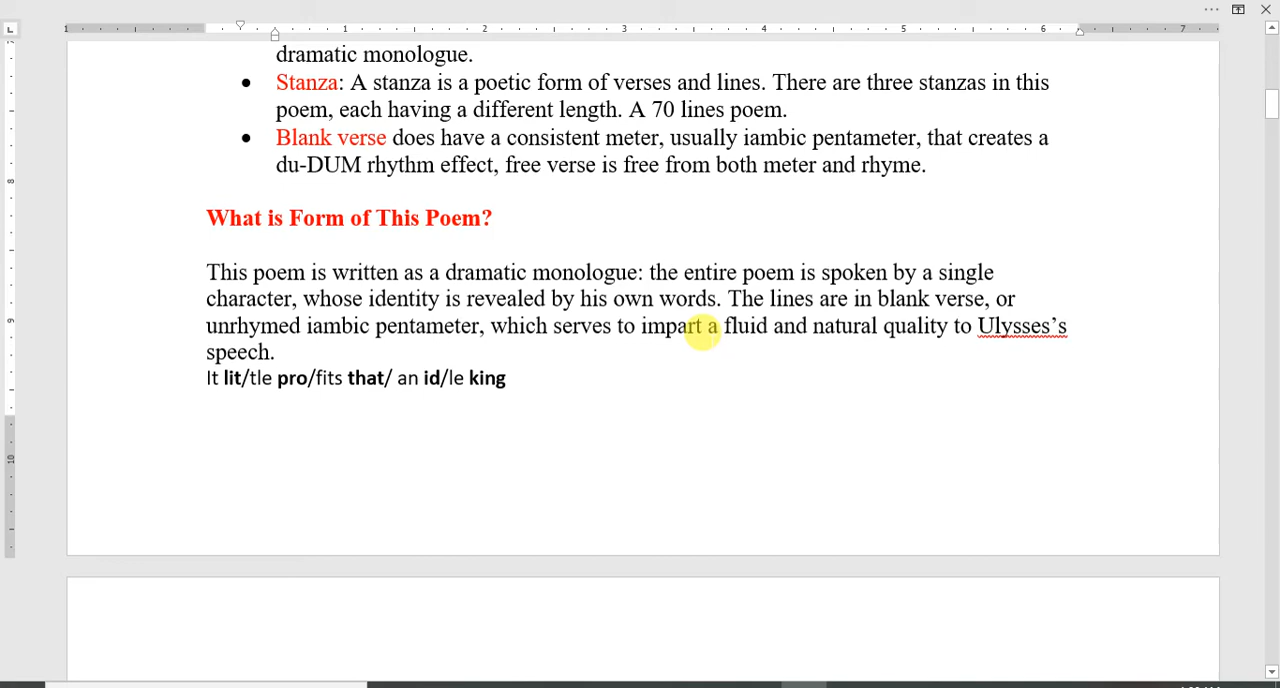 dramatic monologue.
• Stanza: A stanza is a poetic form of verses and lines. There are three stanzas in this
poem, each having a different length. A 70 lines poem.
• Blank verse does have a consistent meter, usually iambic pentameter, that creates a
du-DUM rhythm effect, free verse is free from both meter and rhyme.
What is Form of This Poem?
This poem is written as a dramatic monologue: the entire poem is spoken by a single
character, whose identity is revealed by his own words. The lines are in blank verse, or
unrhymed iambic pentameter, which serves to impart a fluid and natural quality to Ulysses’s
speech.
It lit/tle pro/fits that/ an id/le king